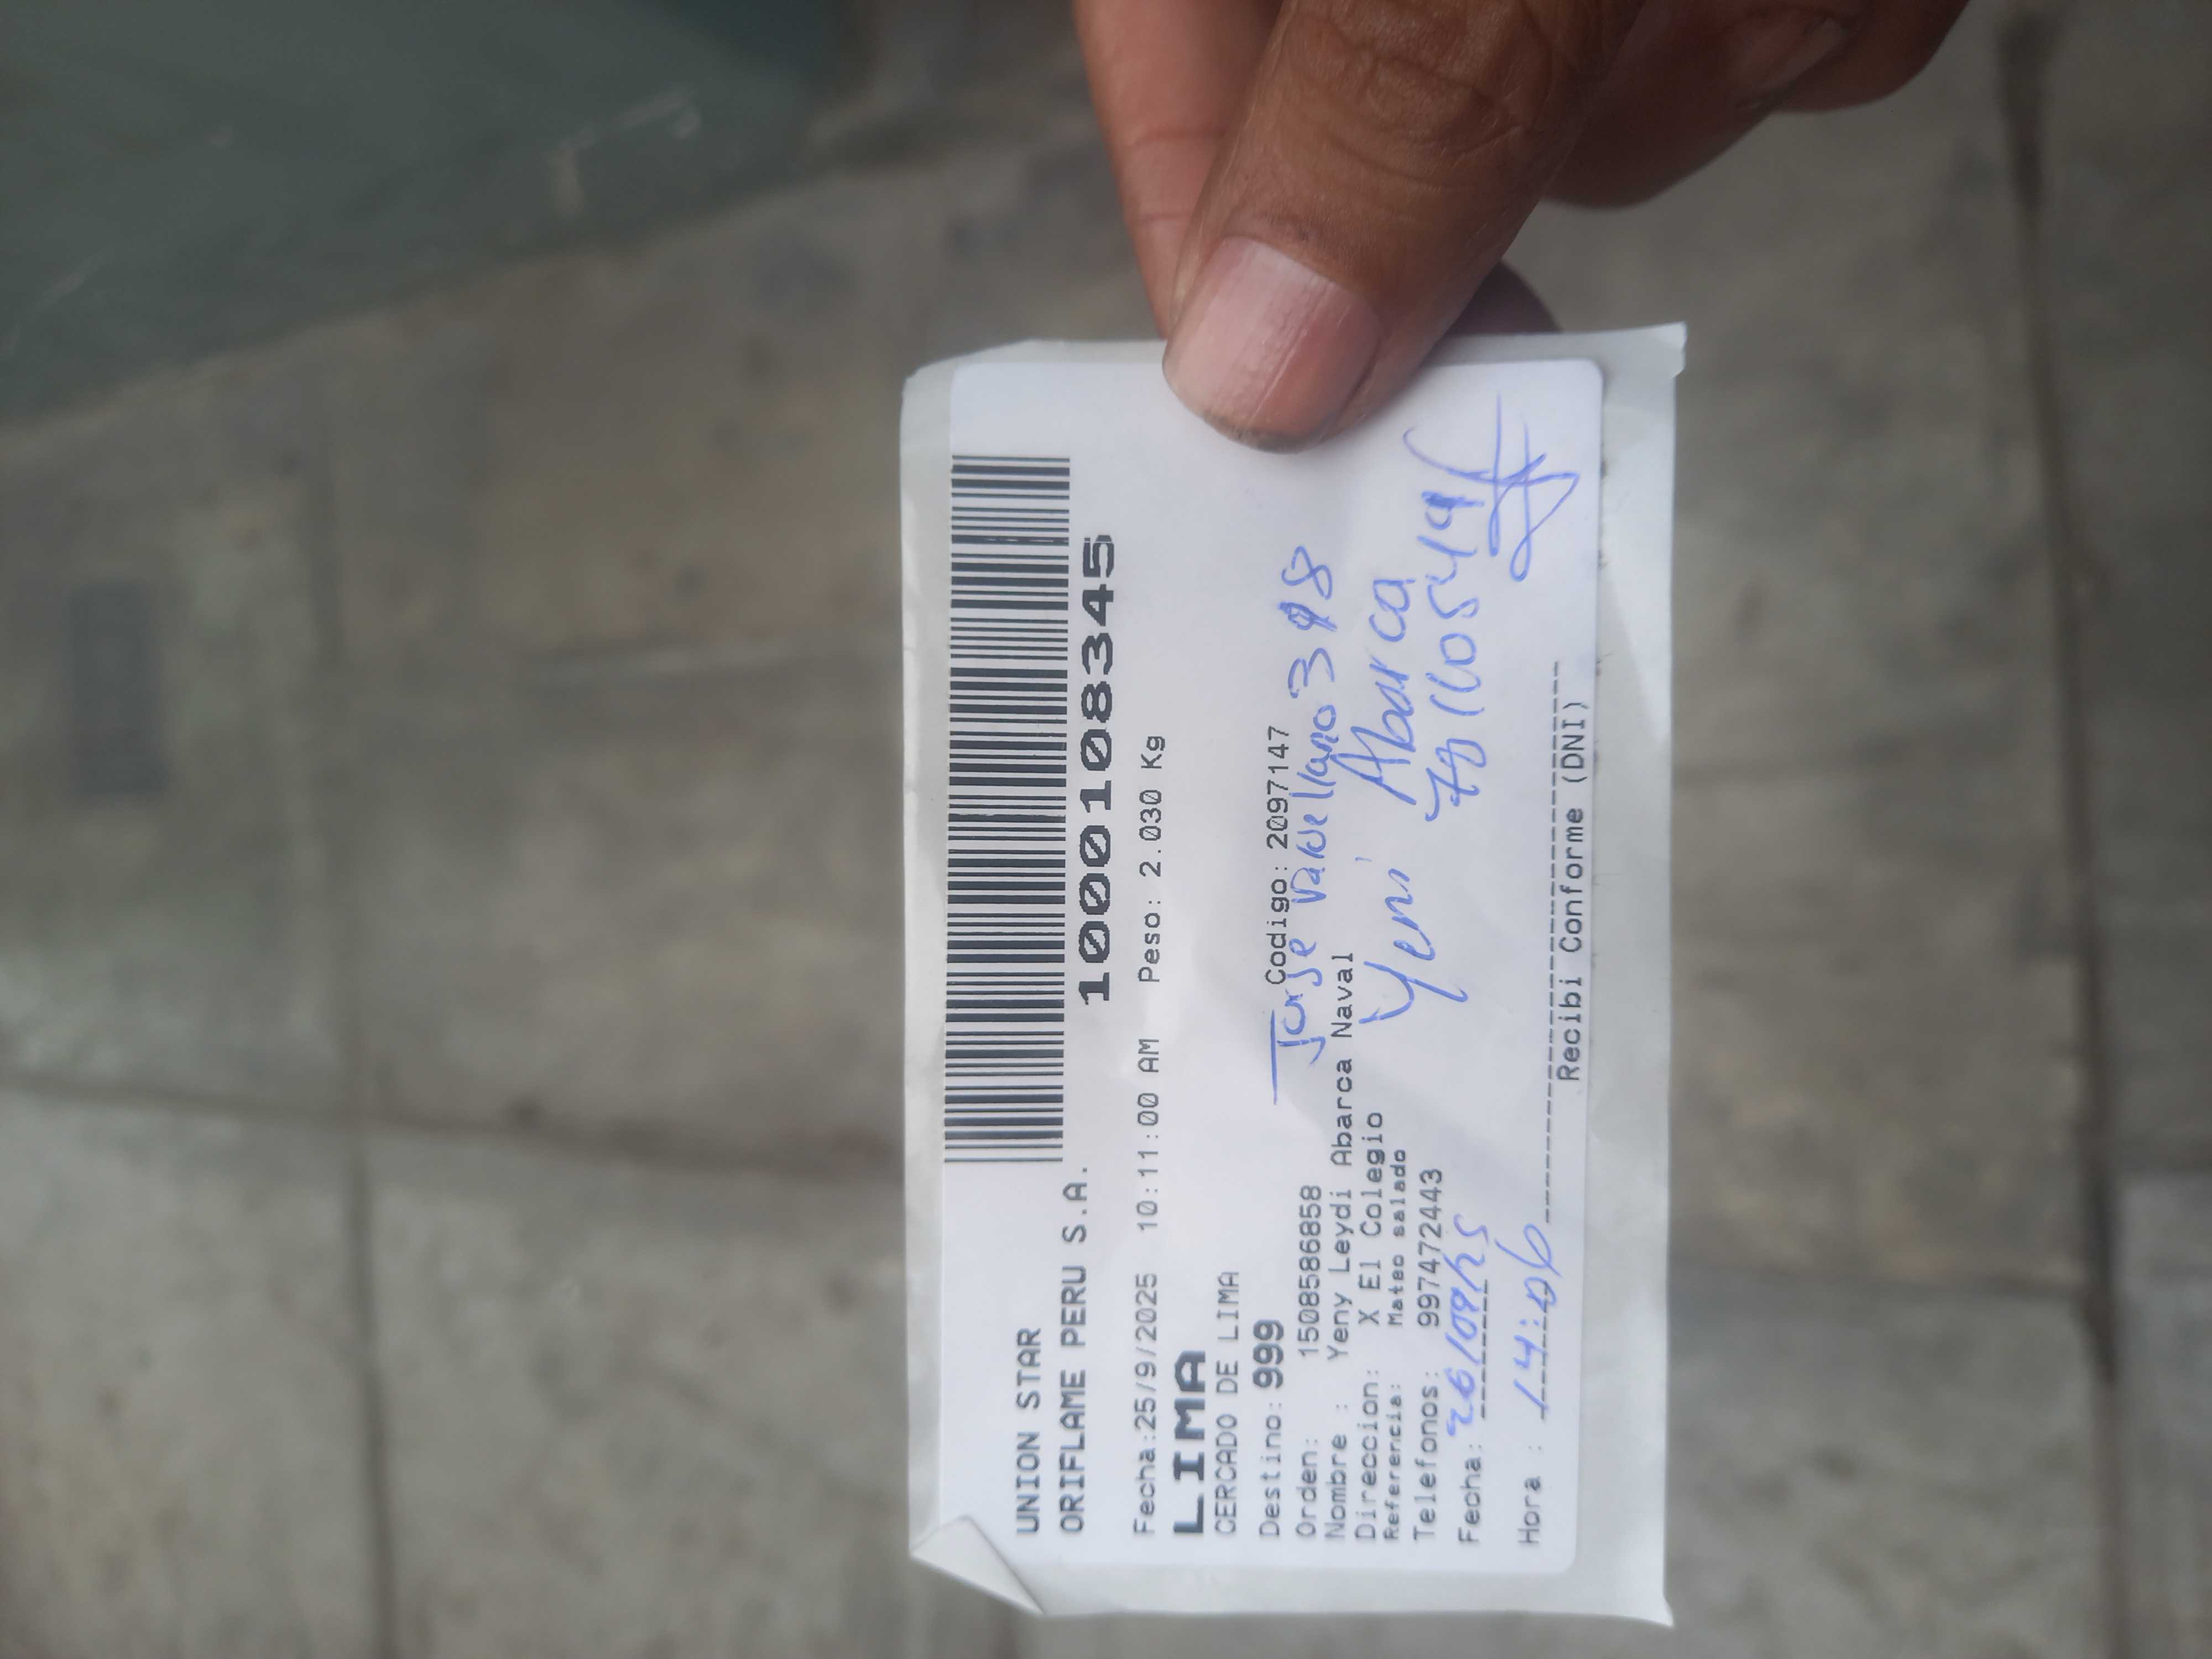 UNION STAR
ORIFLAME PERU S.A.
1000108345
Fecha:25/9/2025 10:11:00 AM Peso: 2.030 Kg
LIMA
CERCADO DE LIMA
Destino: 999 Codigo: 2097147
Jorge
Orden: 15085868588
Nombre : Yeny Leydi Abarca Naval
Direccion: X El Colegio
Yeni Abarca
Referencia: Mateo salado
Telefonos: 997472443
Fecha: 26/09/25
Hora : 14:06
Recibi Conforme (DNI)